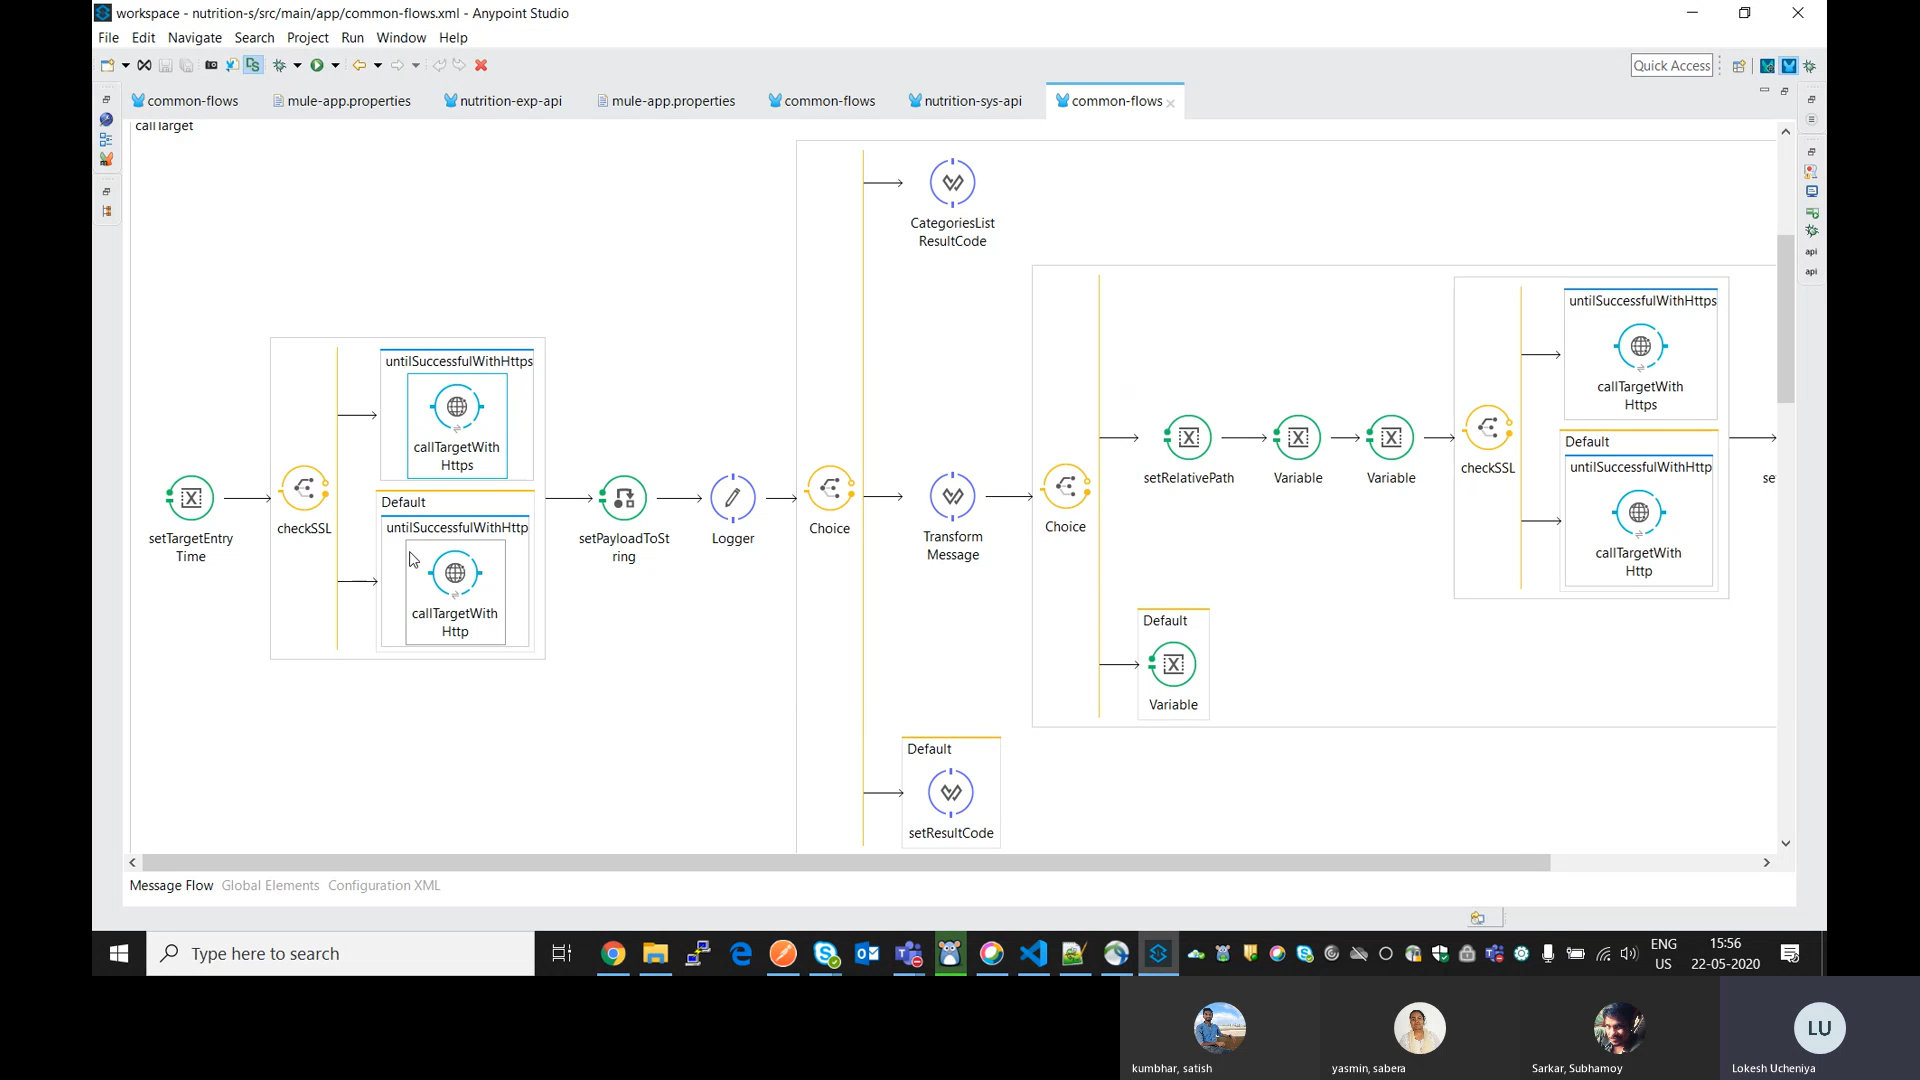 workspace - nutrition-s/src/main/app/common-flows.xml - Anypoint Studio
File Edit Navigate Search Project Run Window Help
Quick Access
common-flows mule-app.properties nutrition-exp-api mule-app.properties common-flows nutrition-sys-api common-flows
callTarget
CategoriesList
ResultCode
untilSuccessfulWithHttps
callTargetWith
Https
Default
untilSuccessfulWithHttp
callTargetWith
Http
setTargetEntry
Time
checkSSL
setPayloadToSt
ring
Logger
Choice
Transform
Message
Choice
setRelativePath
Variable
Variable
checkSSL
untilSuccessfulWithHttps
callTargetWith
Https
Default
untilSuccessfulWithHttp
callTargetWith
Http
se
Default
Variable
Default
setResultCode
api
api
Message Flow Global Elements Configuration XML
Type here to search
ENG
US
15:56
22-05-2020
LU
kumbhar, satish
yasmin, sabera
Sarkar, Subhamoy
Lokesh Ucheniya